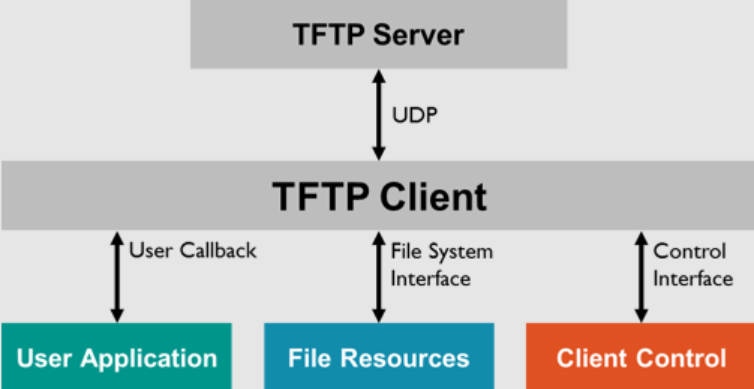 TFTP Server
UDP
TFTP Client
User Callback
File System
Interface
Control
Interface
User Application
File Resources
Client Control